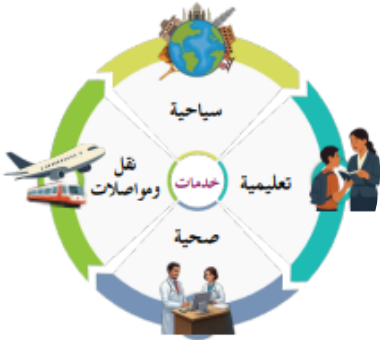 سياحية
تعليمية
خدمات
نقل
ومواصلات
صحية